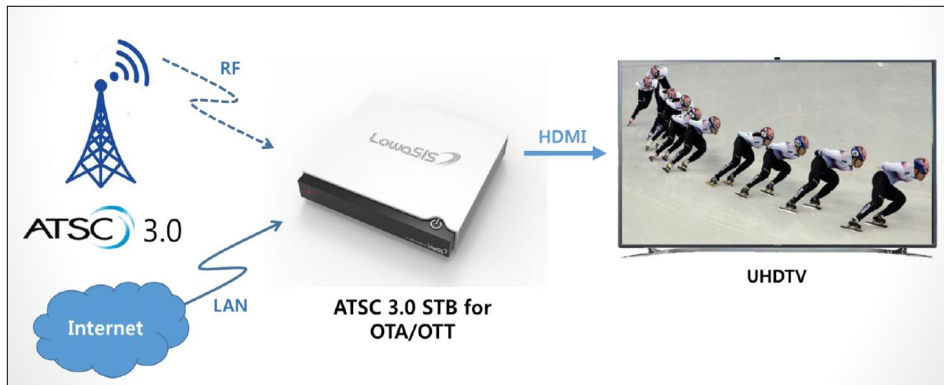 RF
LowaSIS
HDMI
ATSC 3.0
LAN
Internet
ATSC 3.0 STB for
OTA/OTT
UHDTV